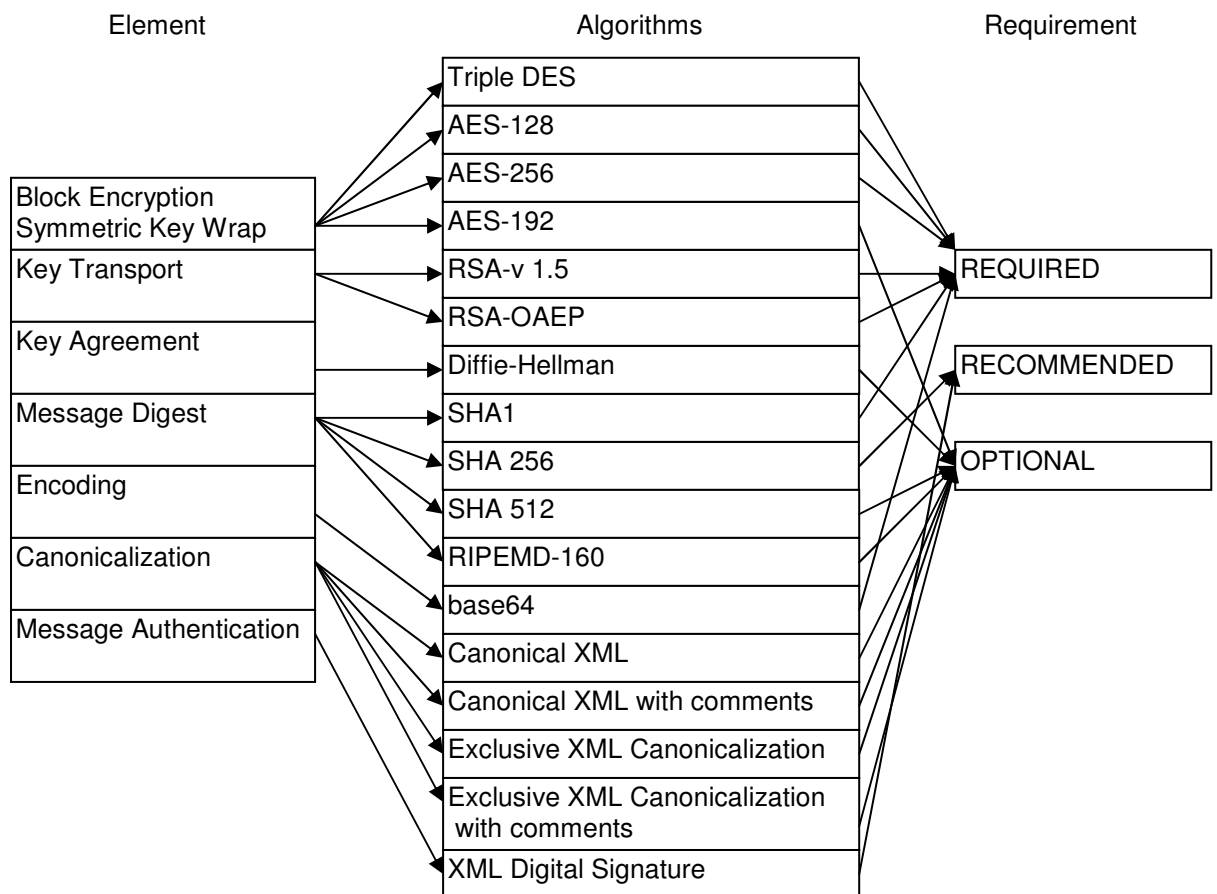 Element
Algorithms
Requirement
Block Encryption
Symmetric Key Wrap
Key Transport
Key Agreement
Message Digest
Encoding
Canonicalization
Message Authentication
Triple DES
AES-128
AES-256
AES-192
RSA-v 1.5
RSA-OAEP
Diffie-Hellman
SHA1
SHA 256
SHA 512
RIPEMD-160
base64
Canonical XML
Canonical XML with comments
Exclusive XML Canonicalization
Exclusive XML Canonicalization
with comments
XML Digital Signature
REQUIRED
RECOMMENDED
OPTIONAL